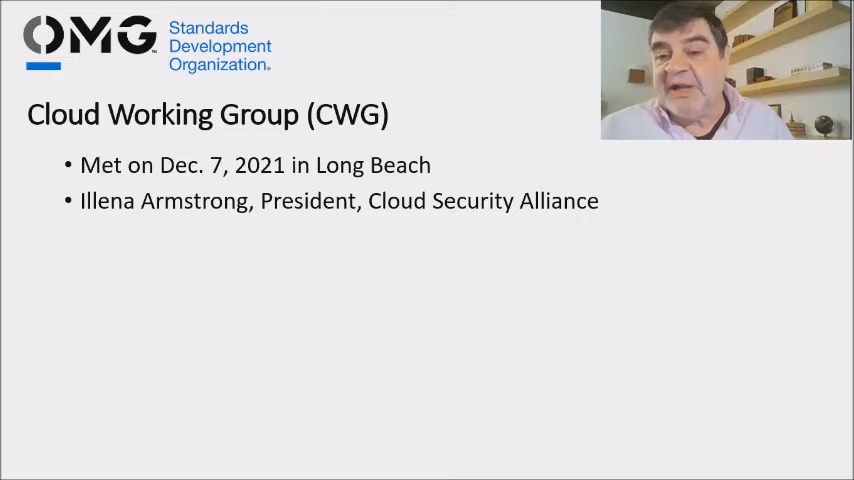 OMG™ Standards
Development
Organization.
Cloud Working Group (CWG)
• Met on Dec. 7, 2021 in Long Beach
• Illena Armstrong, President, Cloud Security Alliance